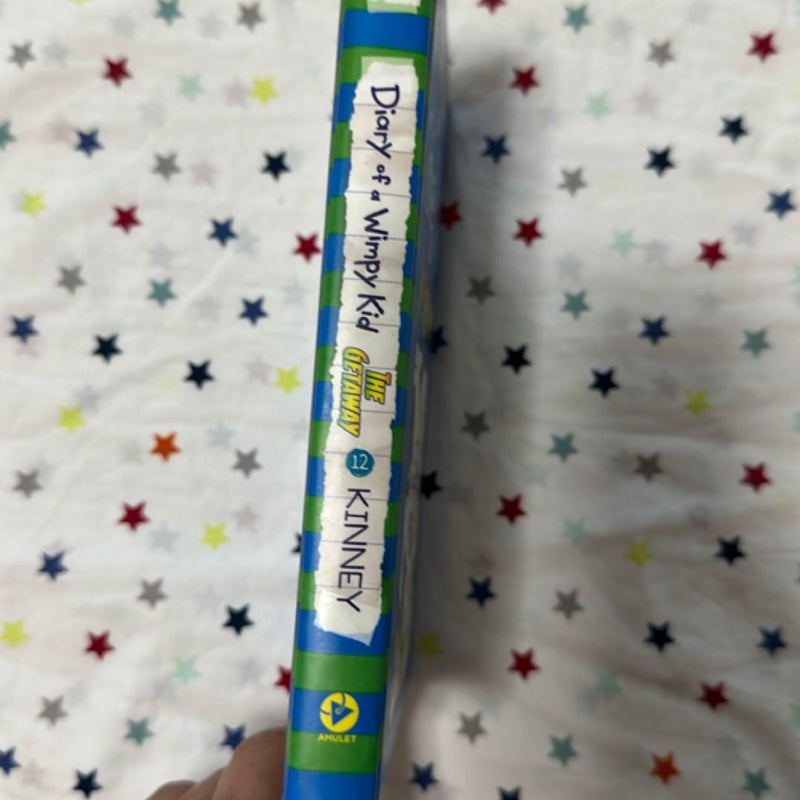 Diary of a Wimpy Kid
THE
GETAWAY
12
KINNEY
AMULET